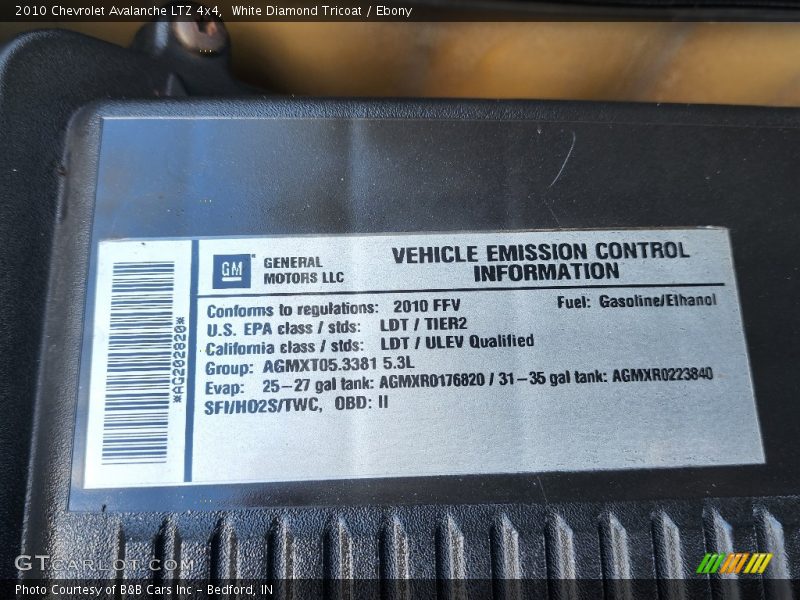 2010 Chevrolet Avalanche LTZ 4x4, White Diamond Tricoat / Ebony
GM
GENERAL
MOTORS LLC
VEHICLE EMISSION CONTROL
INFORMATION
*AG202820*
Conforms to regulations: 2010 FFV Fuel: Gasoline/Ethanol
U.S. EPA class / stds: LDT / TIER2
California class / stds: LDT / ULEV Qualified
Group: AGMXT05.3381 5.3L
Evap: 25-27 gal tank: AGMXR0176820 / 31-35 gal tank: AGMXR0223840
SFI/HO2S/TWC, OBD: II
GTCARLOT.COM
Photo Courtesy of B&B Cars Inc - Bedford, IN